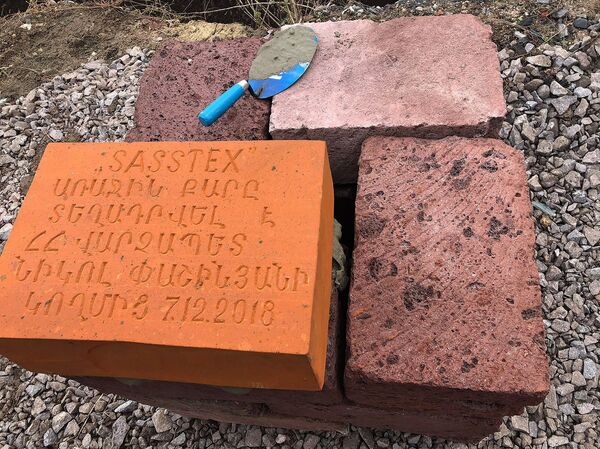 „SASSTEX"
ԱՌԱՋԻՆ ՔԱՐԸ
ՏԵՂԱԴՐՎԵԼ Է
ՀՀ ՎԱՐՉԱՊԵՏ
ՆԻԿՈԼ ՓԱՇԻՆՅԱՆԻ
ԿՈՂՄԻՑ 7.12.2018